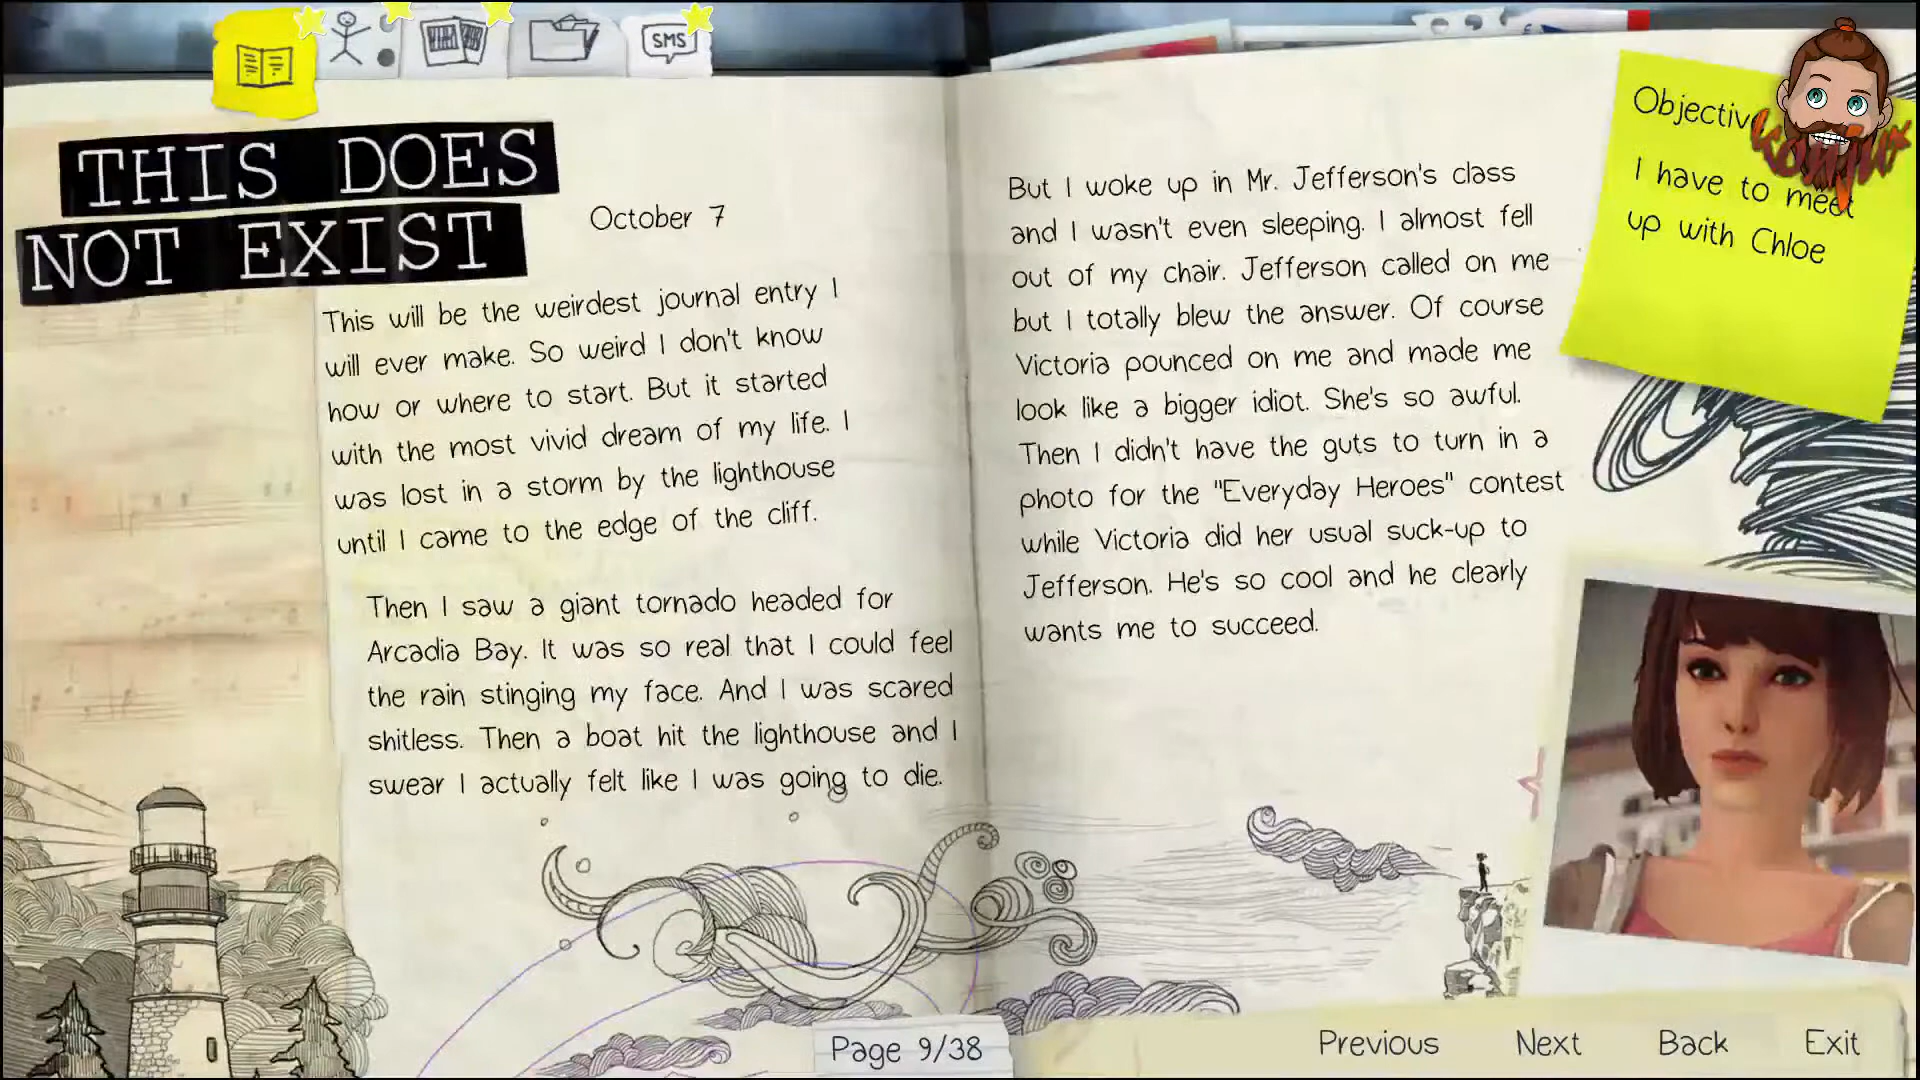 SMS
THIS DOES
NOT EXIST
October 7
This will be the weirdest journal entry I
will ever make. So weird I don't know
how or where to start. But it started
with the most vivid dream of my life. I
was lost in a storm by the lighthouse
until I came to the edge of the cliff.
Then I saw a giant tornado headed for
Arcadia Bay. It was so real that I could feel
the rain stinging my face. And I was scared
shitless. Then a boat hit the lighthouse and I
swear I actually felt like I was going to die.
But I woke up in Mr. Jefferson's class
and I wasn't even sleeping. I almost fell
out of my chair. Jefferson called on me
but I totally blew the answer. Of course
Victoria pounced on me and made me
look like a bigger idiot. She's so awful.
Then I didn't have the guts to turn in a
photo for the "Everyday Heroes" contest
while Victoria did her usual suck-up to
Jefferson. He's so cool and he clearly
wants me to succeed.
Objectiv
I have to meet
up with Chloe
Page 9/38
Previous Next Back Exit